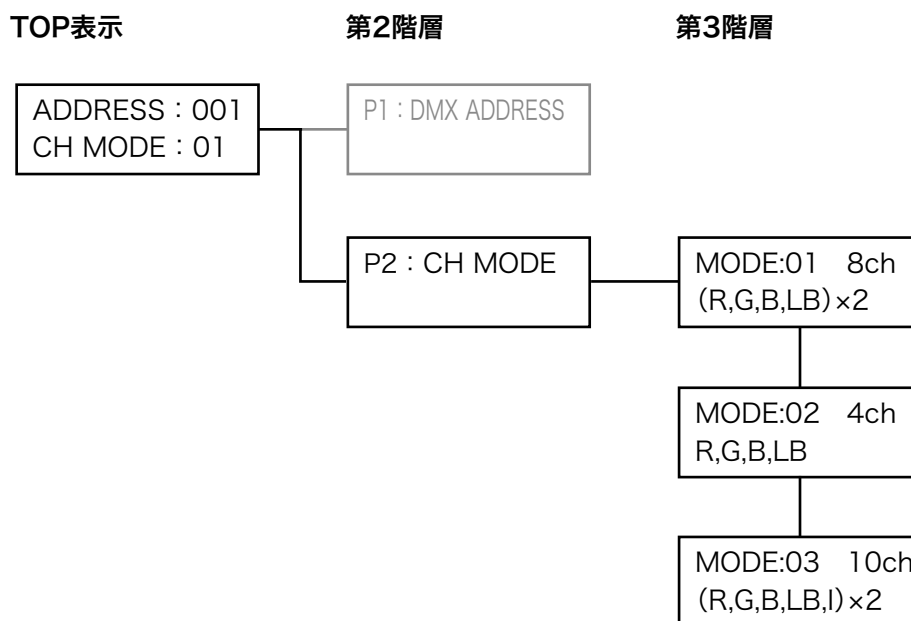 TOP表示 第2階層 第3階層
ADDRESS：001
CH MODE：01
P1：DMX ADDRESS
P2：CH MODE
MODE:01 8ch
(R,G,B,LB)×2
MODE:02 4ch
R,G,B,LB
MODE:03 10ch
(R,G,B,LB,I)×2